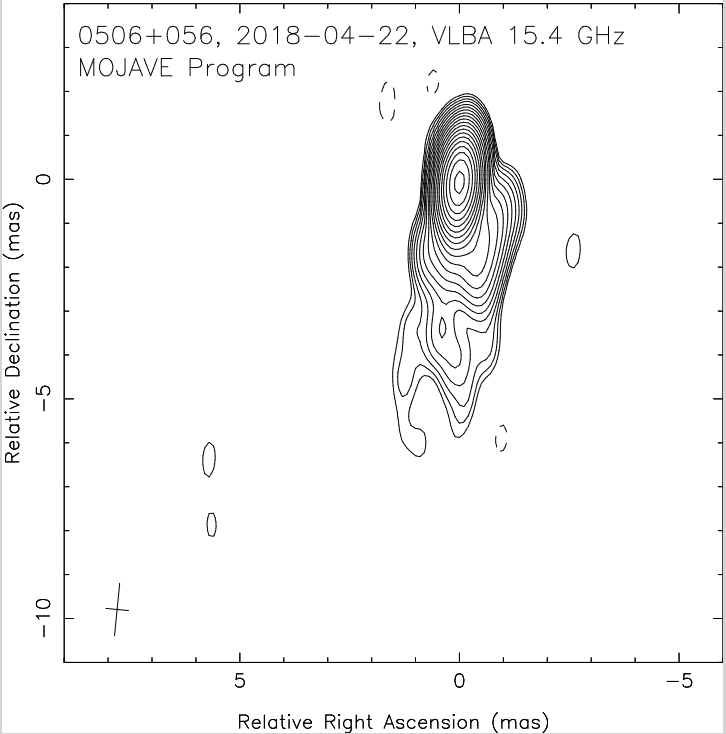 0506+056, 2018-04-22, VLBA 15.4 GHz
MOJAVE Program
0
-5
-10
Relative Declination (mas)
5 0 -5
Relative Right Ascension (mas)